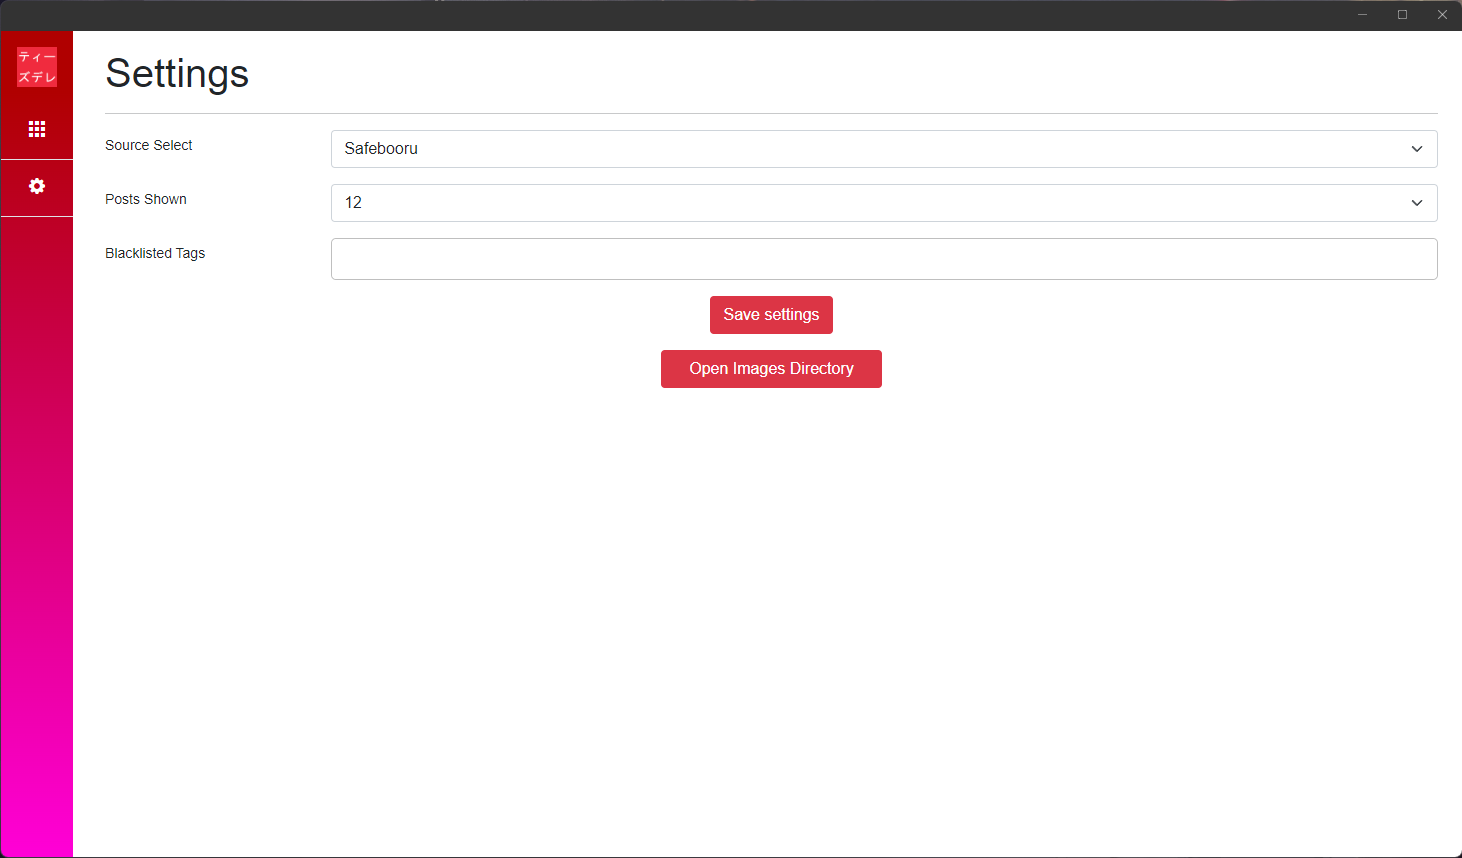 ティー
ズデレ
Settings
Source Select
Safebooru
Posts Shown
12
Blacklisted Tags
Save settings
Open Images Directory